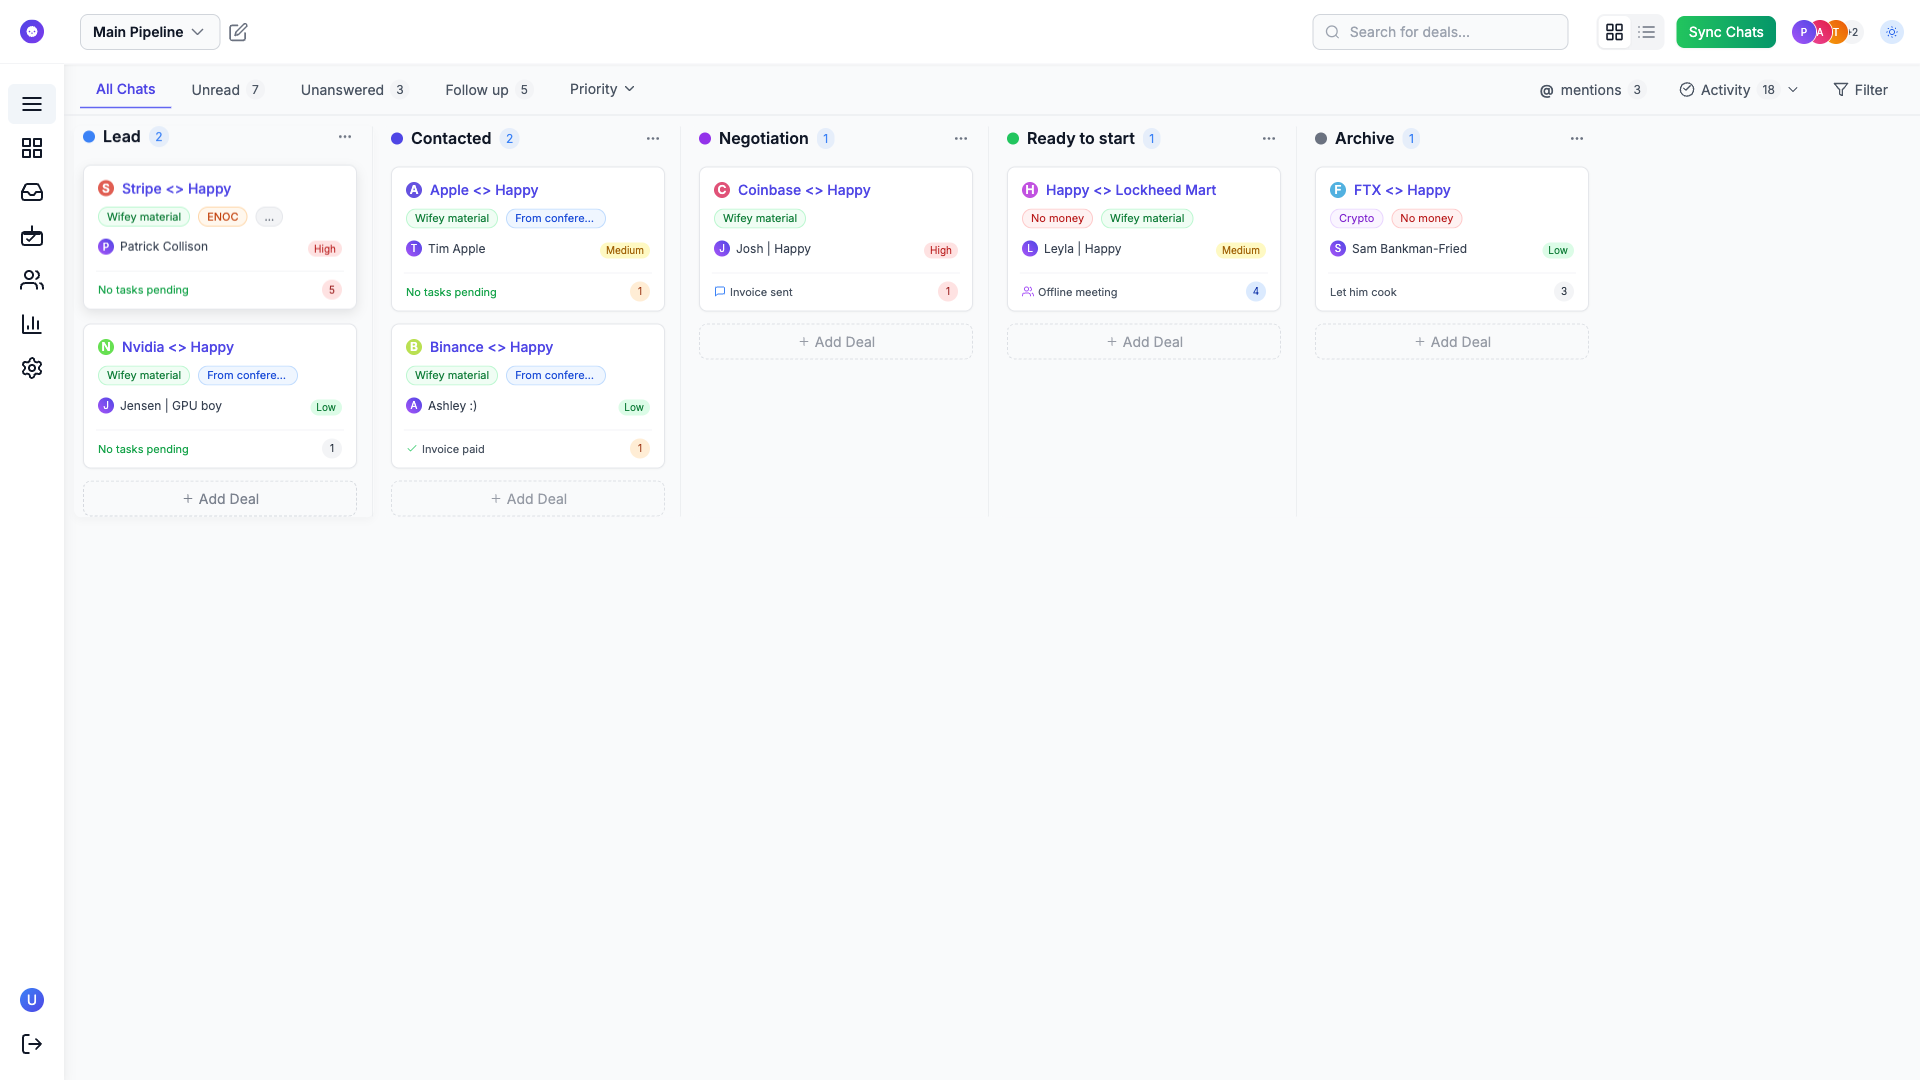 Main Pipeline
Search for deals...
Sync Chats
P A T +2
All Chats
Unread 7
Unanswered 3
Follow up 5
Priority
@ mentions 3
Activity 18
Filter
Lead 2
S Stripe <> Happy
Wifey material ENOC ...
P Patrick Collison High
No tasks pending 5
N Nvidia <> Happy
Wifey material From confere...
J Jensen | GPU boy Low
No tasks pending 1
+ Add Deal
Contacted 2
A Apple <> Happy
Wifey material From confere...
T Tim Apple Medium
No tasks pending 1
B Binance <> Happy
Wifey material From confere...
A Ashley :) Low
Invoice paid 1
+ Add Deal
Negotiation 1
C Coinbase <> Happy
Wifey material
J Josh | Happy High
Invoice sent 1
+ Add Deal
Ready to start 1
H Happy <> Lockheed Mart
No money Wifey material
L Leyla | Happy Medium
Offline meeting 4
+ Add Deal
Archive 1
F FTX <> Happy
Crypto No money
S Sam Bankman-Fried Low
Let him cook 3
+ Add Deal
U